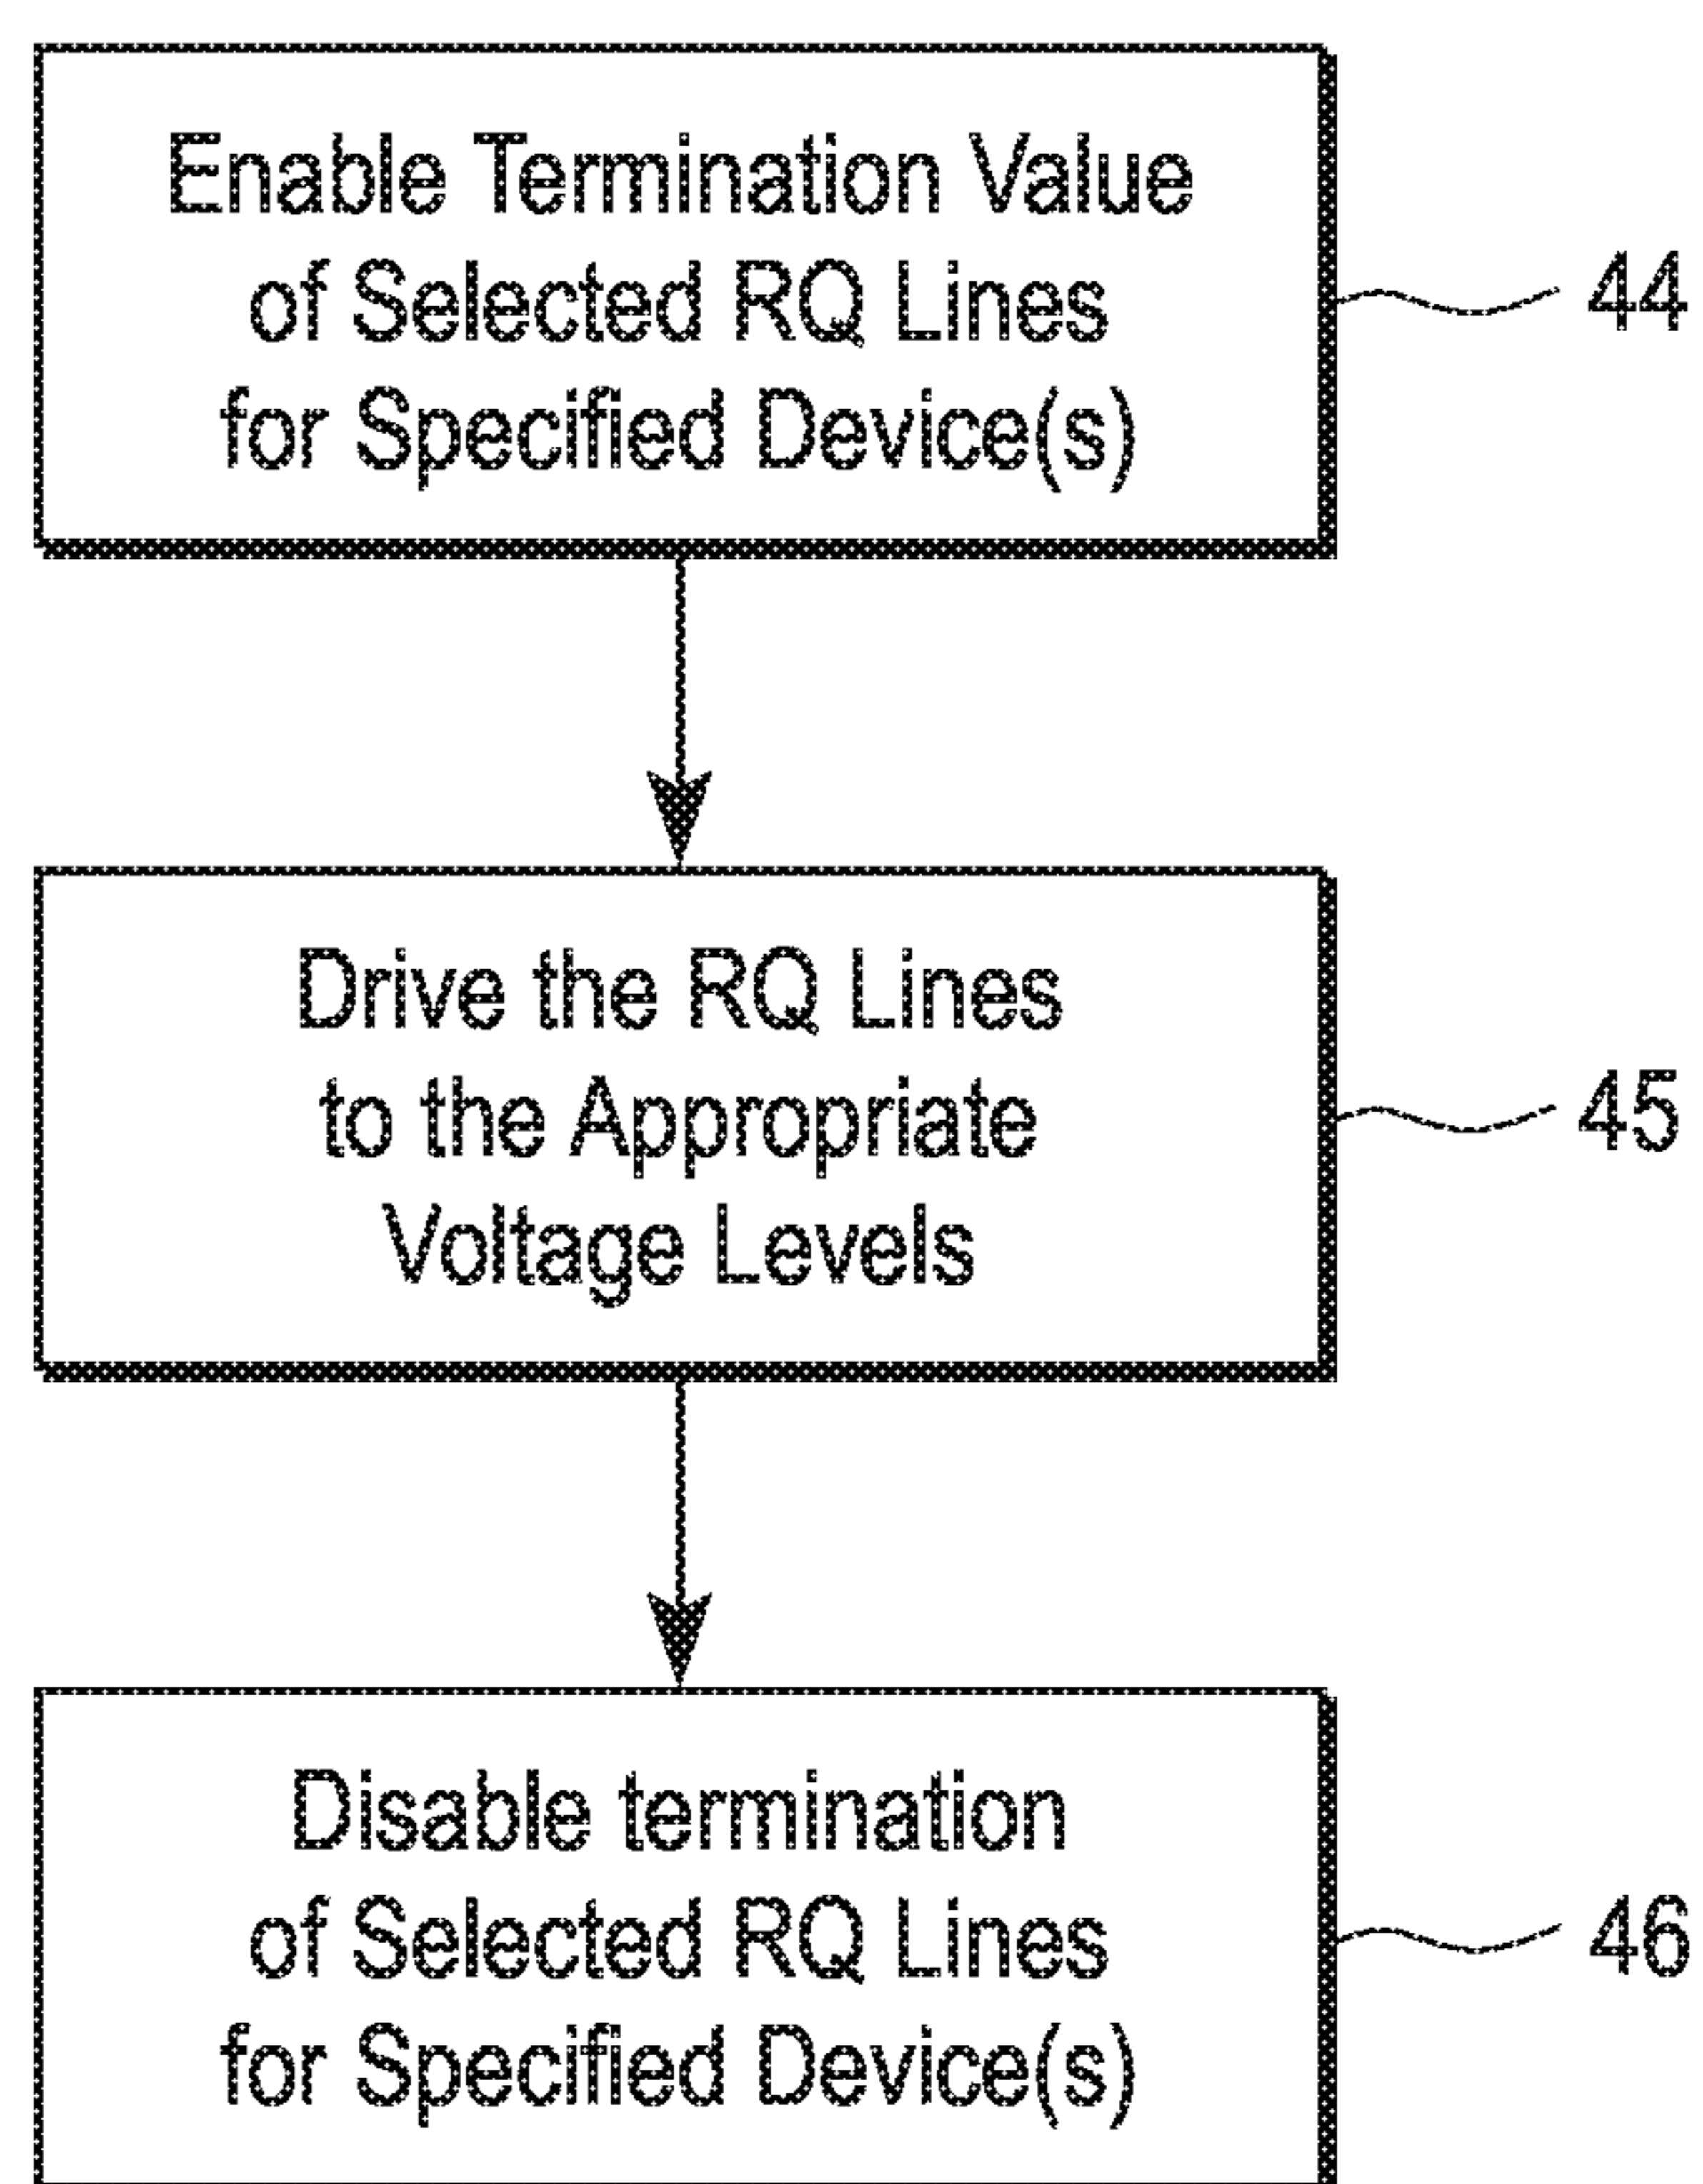 Enable Termination Value
of Selected RQ Lines
for Specified Device(s)
44
Drive the RQ Lines
to the Appropriate
Voltage Levels
45
Disable termination
of Selected RQ Lines
for Specified Device(s)
46